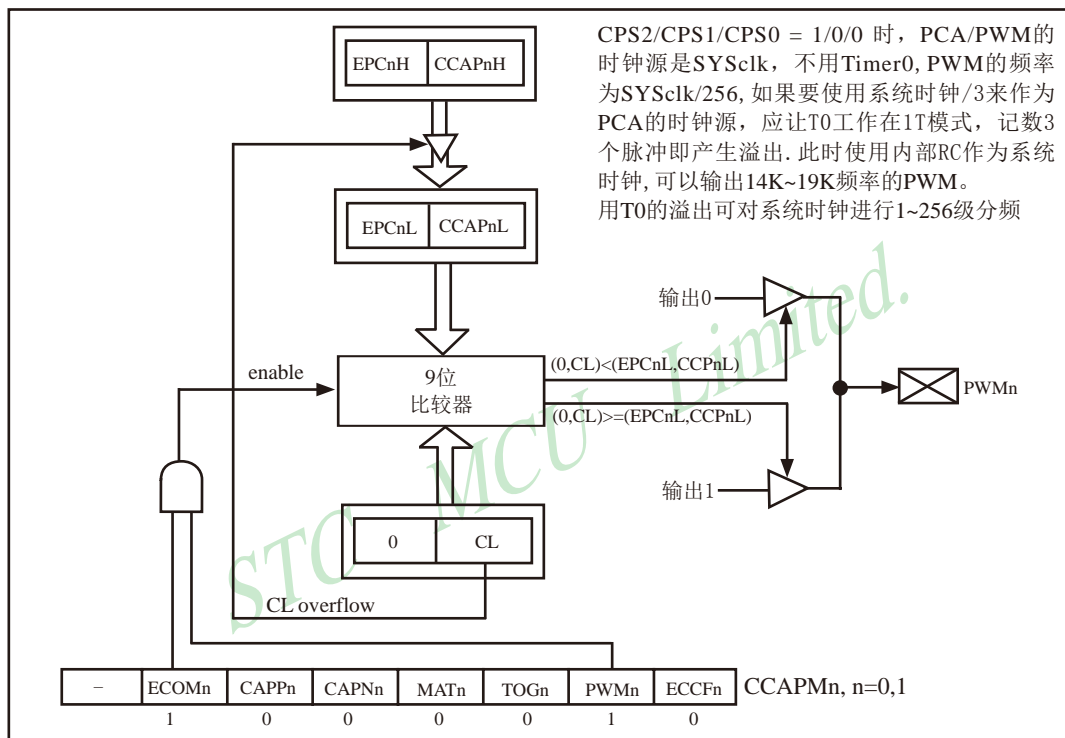 CPS2/CPS1/CPS0 = 1/0/0 时，PCA/PWM的
时钟源是SYSclk，不用Timer0, PWM的频率
为SYSclk/256, 如果要使用系统时钟/3来作为
PCA的时钟源，应让T0工作在1T模式，记数3
个脉冲即产生溢出. 此时使用内部RC作为系统
时钟, 可以输出14K~19K频率的PWM。
用T0的溢出可对系统时钟进行1~256级分频
EPCnH CCAPnH
EPCnL CCAPnL
输出0
enable
9位
比较器
(0,CL)<(EPCnL,CCPnL)
(0,CL)>=(EPCnL,CCPnL)
PWMn
输出1
0 CL
CL overflow
– ECOMn CAPPn CAPNn MATn TOGn PWMn ECCFn CCAPMn, n=0,1
1 0 0 0 0 1 0
STC MCU Limited.